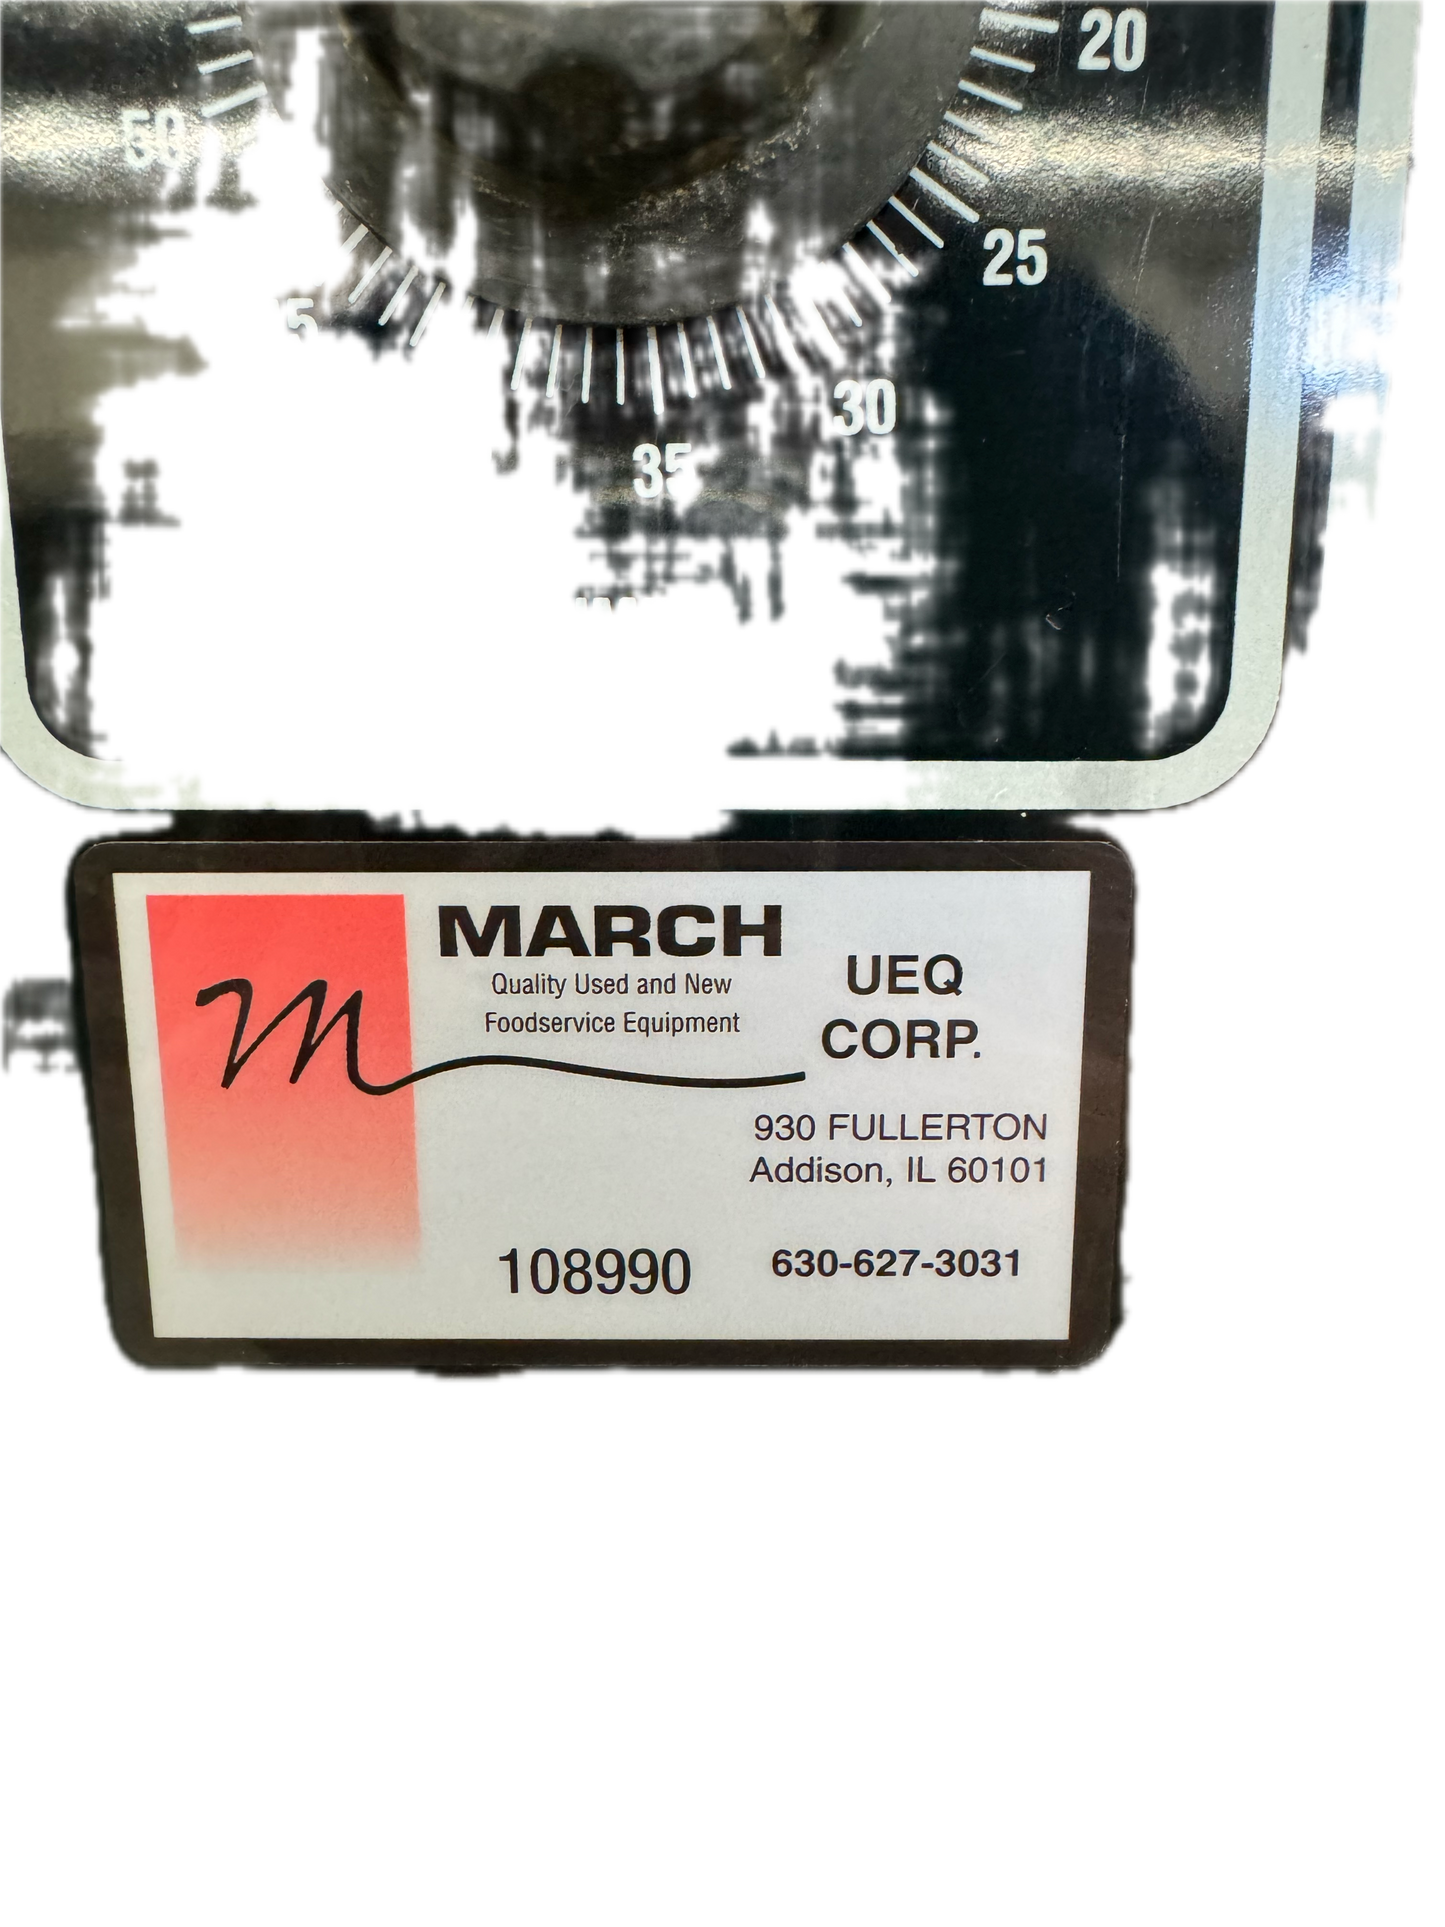 20
50
25
30
35
m
MARCH
Quality Used and New
Foodservice Equipment
UEQ
CORP.
930 FULLERTON
Addison, IL 60101
108990
630-627-3031